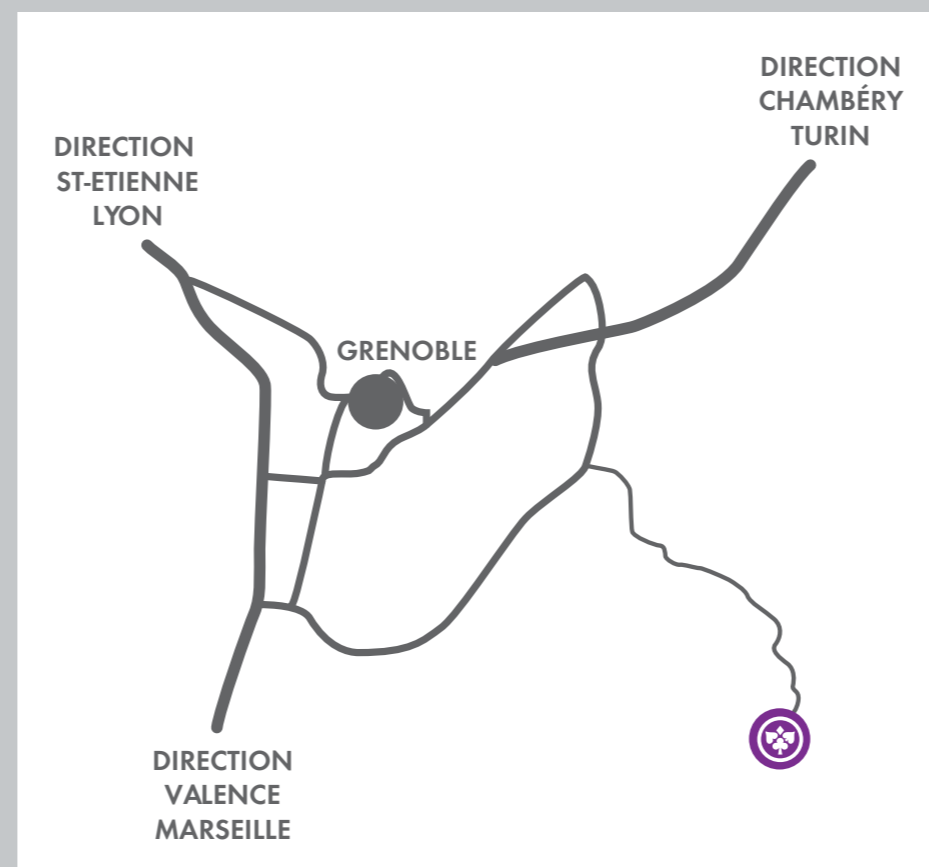 DIRECTION
CHAMBÉRY
TURIN
DIRECTION
ST-ETIENNE
LYON
GRENOBLE
DIRECTION
VALENCE
MARSEILLE